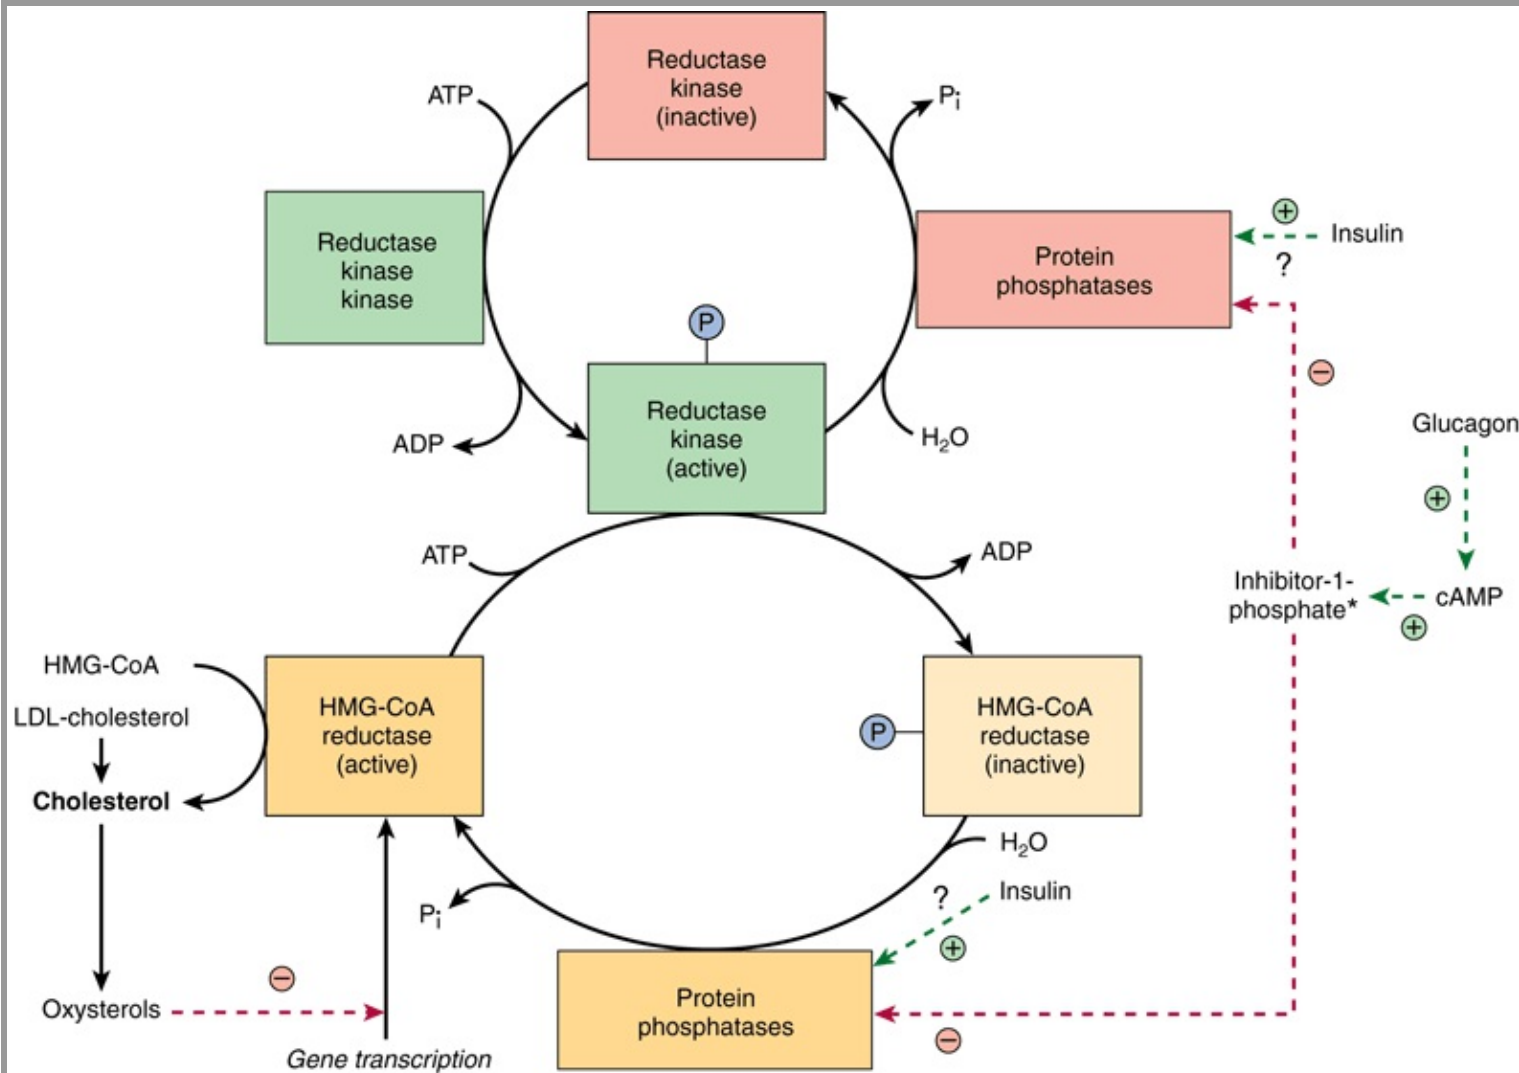 Reductase
kinase
(inactive)
ATP
Pi
Reductase
kinase
kinase
Protein
phosphatases
+
Insulin
?
P
−
Reductase
kinase
(active)
ADP
H2O
Glucagon
+
ATP
ADP
Inhibitor-1-
phosphate*
cAMP
+
HMG-CoA
LDL-cholesterol
Cholesterol
HMG-CoA
reductase
(active)
P
HMG-CoA
reductase
(inactive)
H2O
Insulin
?
+
Pi
Oxysterols
−
Gene transcription
Protein
phosphatases
−